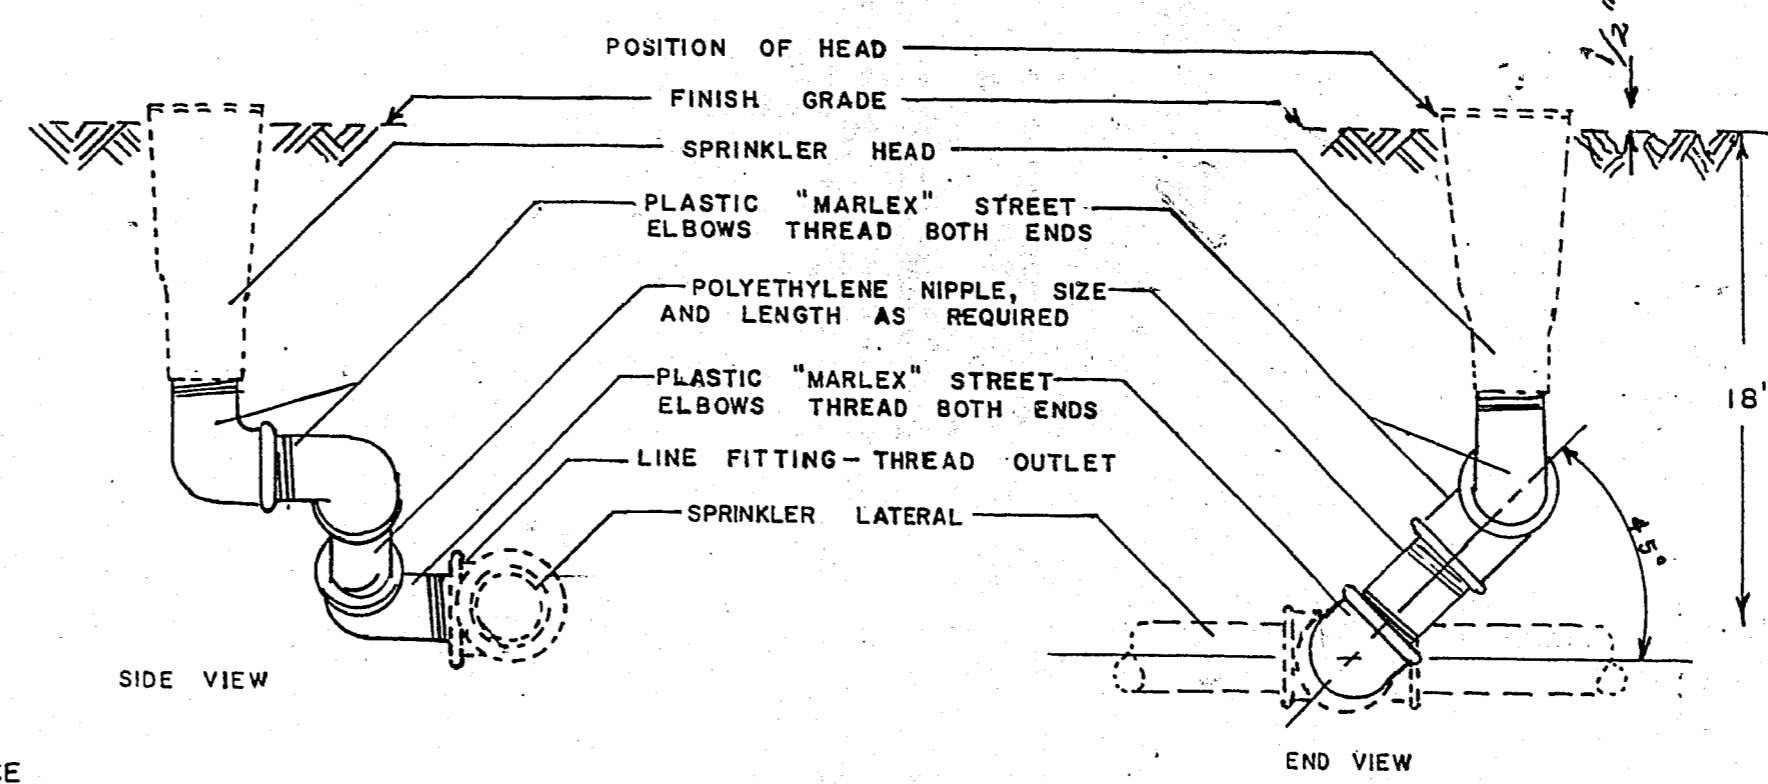 1/2"
POSITION OF HEAD
FINISH GRADE
SPRINKLER HEAD
PLASTIC "MARLEX" STREET
ELBOWS THREAD BOTH ENDS
POLYETHYLENE NIPPLE, SIZE
AND LENGTH AS REQUIRED
PLASTIC "MARLEX" STREET
ELBOWS THREAD BOTH ENDS
LINE FITTING-THREAD OUTLET
SPRINKLER LATERAL
18'
45°
SIDE VIEW
END VIEW